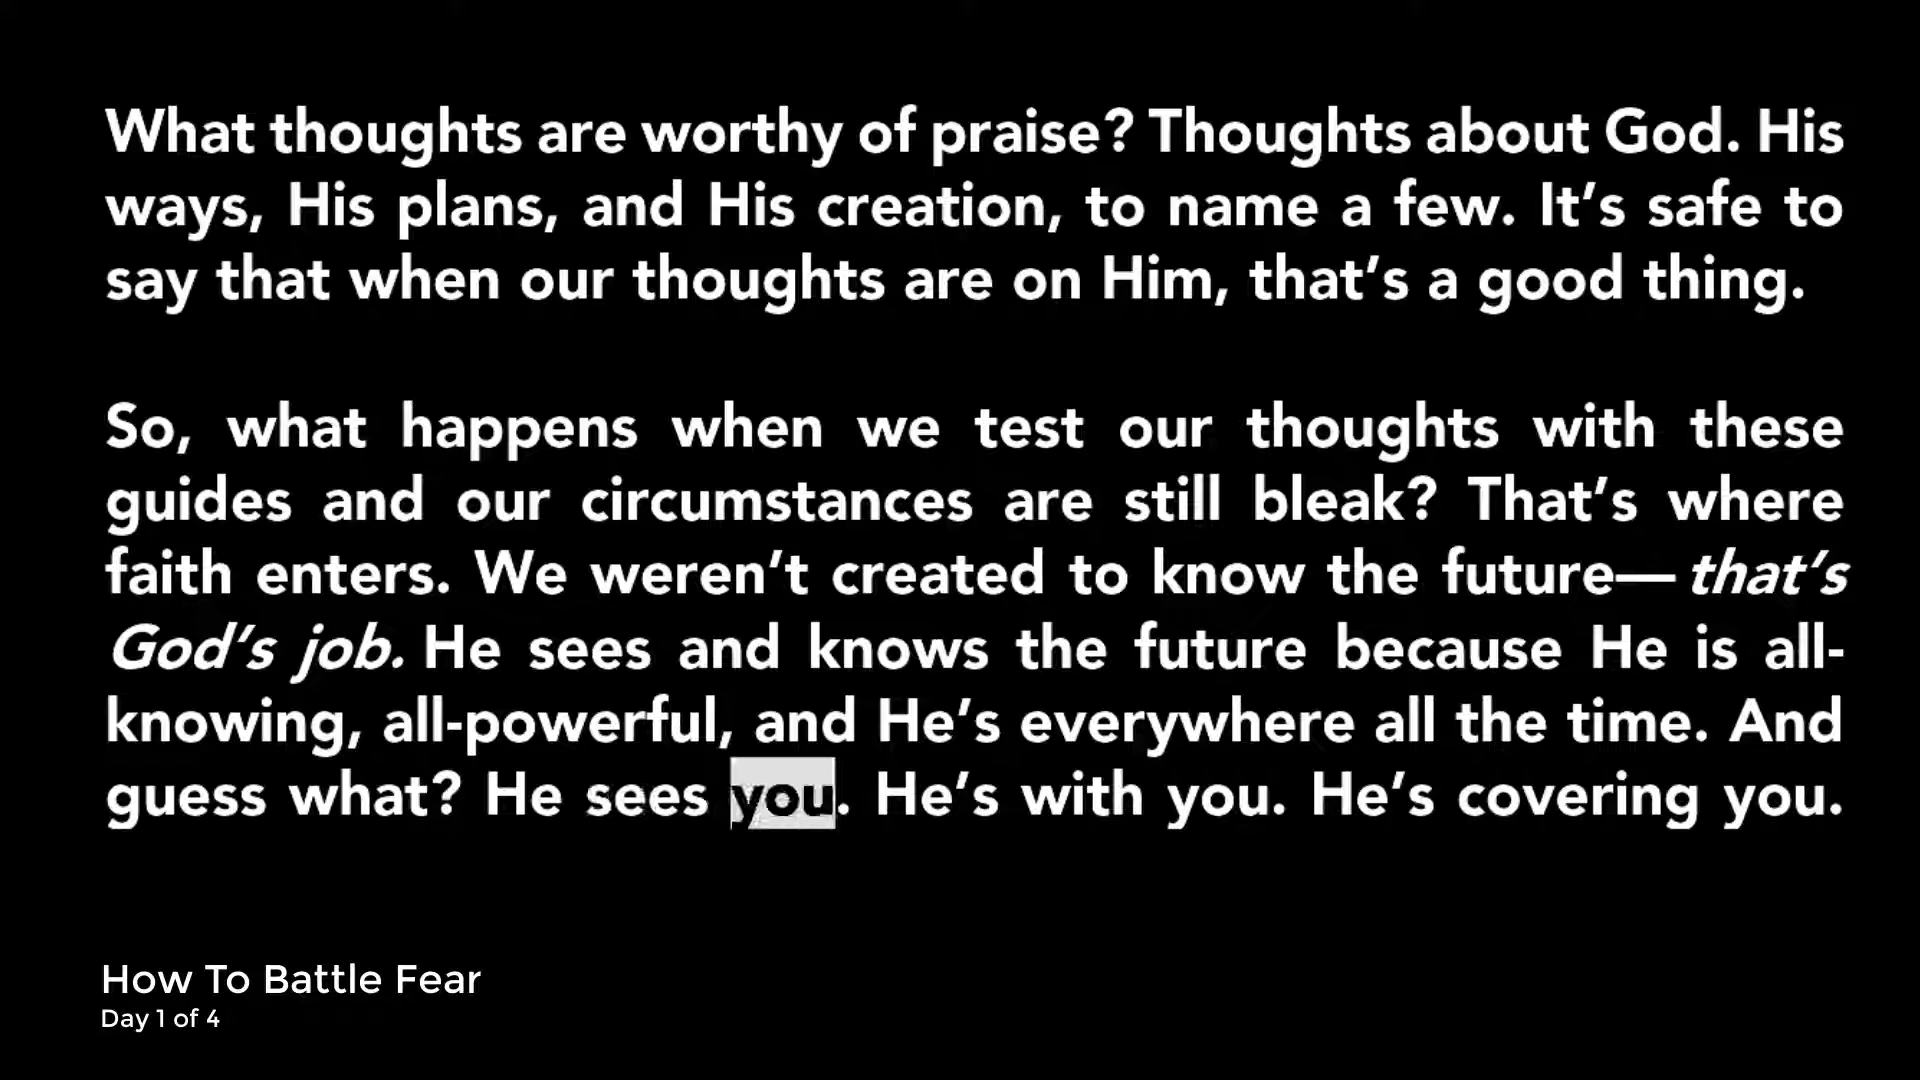 What thoughts are worthy of praise? Thoughts about God. His
ways, His plans, and His creation, to name a few. It’s safe to
say that when our thoughts are on Him, that’s a good thing.
So, what happens when we test our thoughts with these
guides and our circumstances are still bleak? That’s where
faith enters. We weren’t created to know the future—that’s
God’s job. He sees and knows the future because He is all-
knowing, all-powerful, and He’s everywhere all the time. And
guess what? He sees you. He’s with you. He’s covering you.
How To Battle Fear
Day 1 of 4